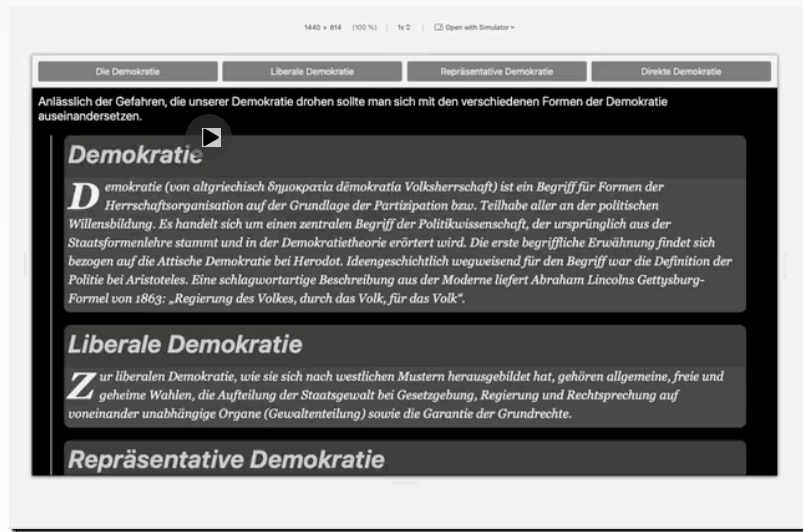 1440 × 814 (100 %) 1x Open with Simulator
Die Demokratie Liberale Demokratie Repräsentative Demokratie Direkte Demokratie
Anlässlich der Gefahren, die unserer Demokratie drohen sollte man sich mit den verschiedenen Formen der Demokratie
auseinandersetzen.
Demokratie
Demokratie (von altgriechisch δημοκρατία dēmokratía Volksherrschaft) ist ein Begriff für Formen der
Herrschaftsorganisation auf der Grundlage der Partizipation bzw. Teilhabe aller an der politischen
Willensbildung. Es handelt sich um einen zentralen Begriff der Politikwissenschaft, der ursprünglich aus der
Staatsformenlehre stammt und in der Demokratietheorie erörtert wird. Die erste begriffliche Erwähnung findet sich
bezogen auf die Attische Demokratie bei Herodot. Ideengeschichtlich wegweisend für den Begriff war die Definition der
Politie bei Aristoteles. Eine schlagwortartige Beschreibung aus der Moderne liefert Abraham Lincolns Gettysburg-
Formel von 1863: „Regierung des Volkes, durch das Volk, für das Volk“.
Liberale Demokratie
Zur liberalen Demokratie, wie sie sich nach westlichen Mustern herausgebildet hat, gehören allgemeine, freie und
geheime Wahlen, die Aufteilung der Staatsgewalt bei Gesetzgebung, Regierung und Rechtsprechung auf
voneinander unabhängige Organe (Gewaltenteilung) sowie die Garantie der Grundrechte.
Repräsentative Demokratie